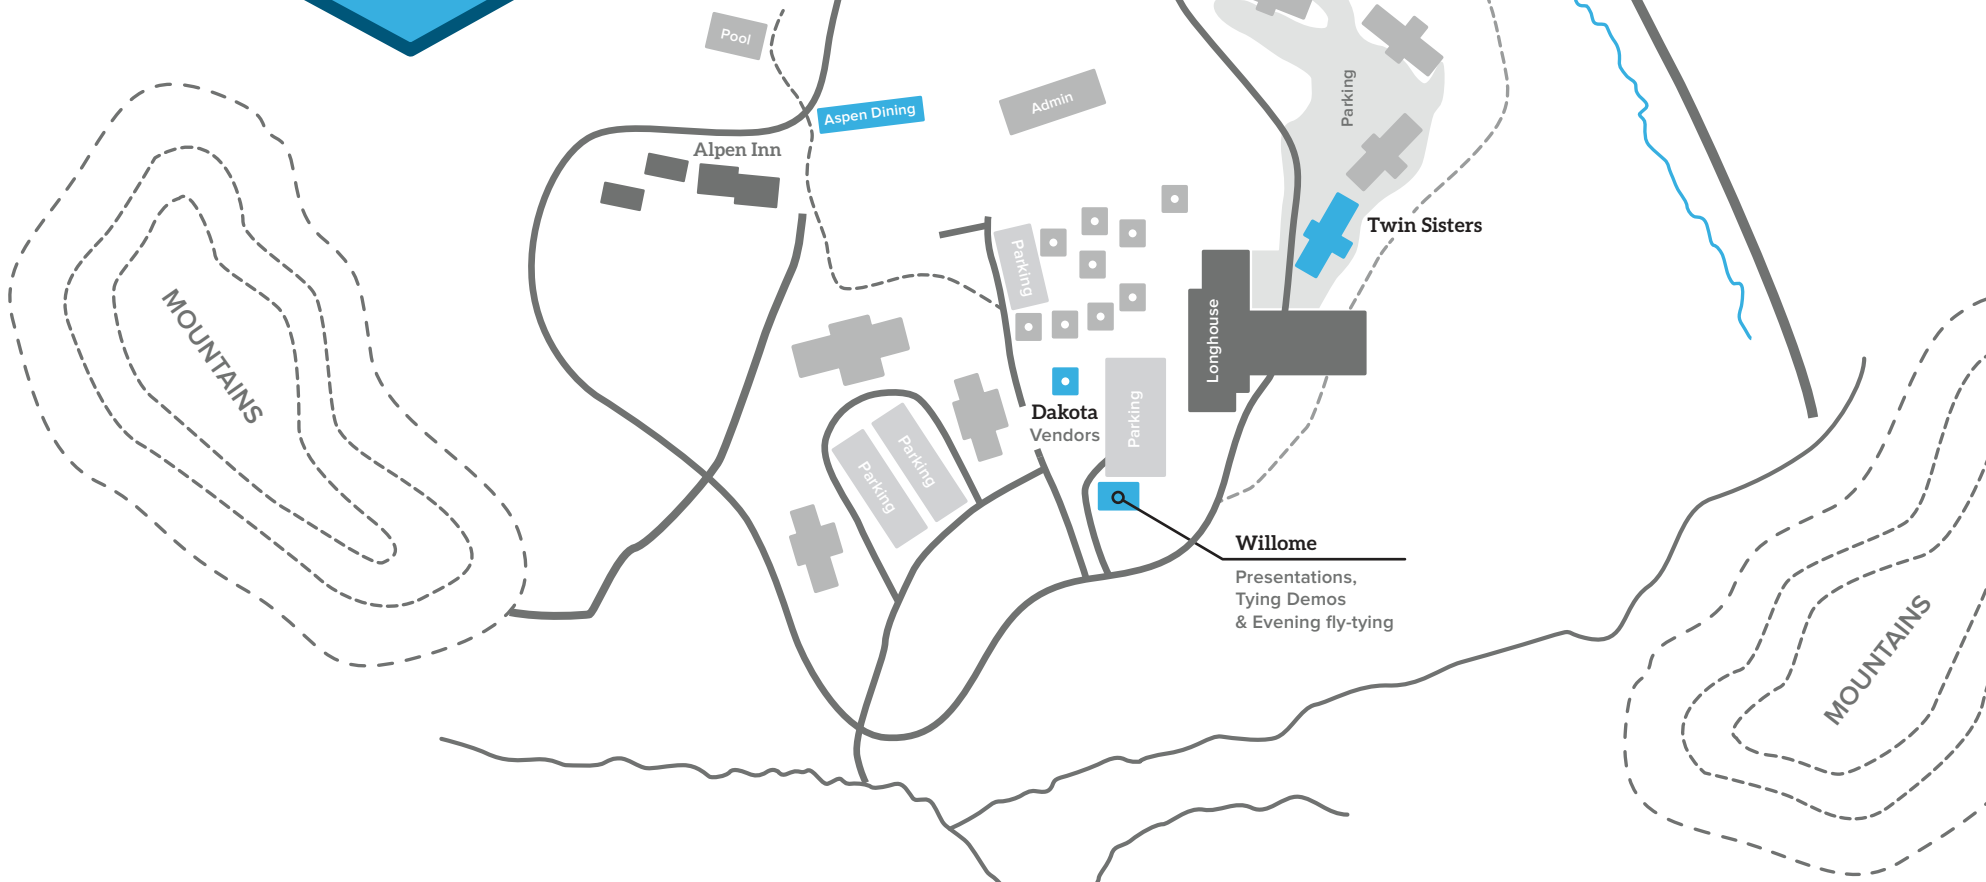 Pool
Aspen Dining
Admin
Parking
Alpen Inn
Twin Sisters
Parking
MOUNTAINS
Longhouse
Dakota
Vendors
Parking
Parking
Parking
Willome
Presentations,
Tying Demos
& Evening fly-tying
MOUNTAINS